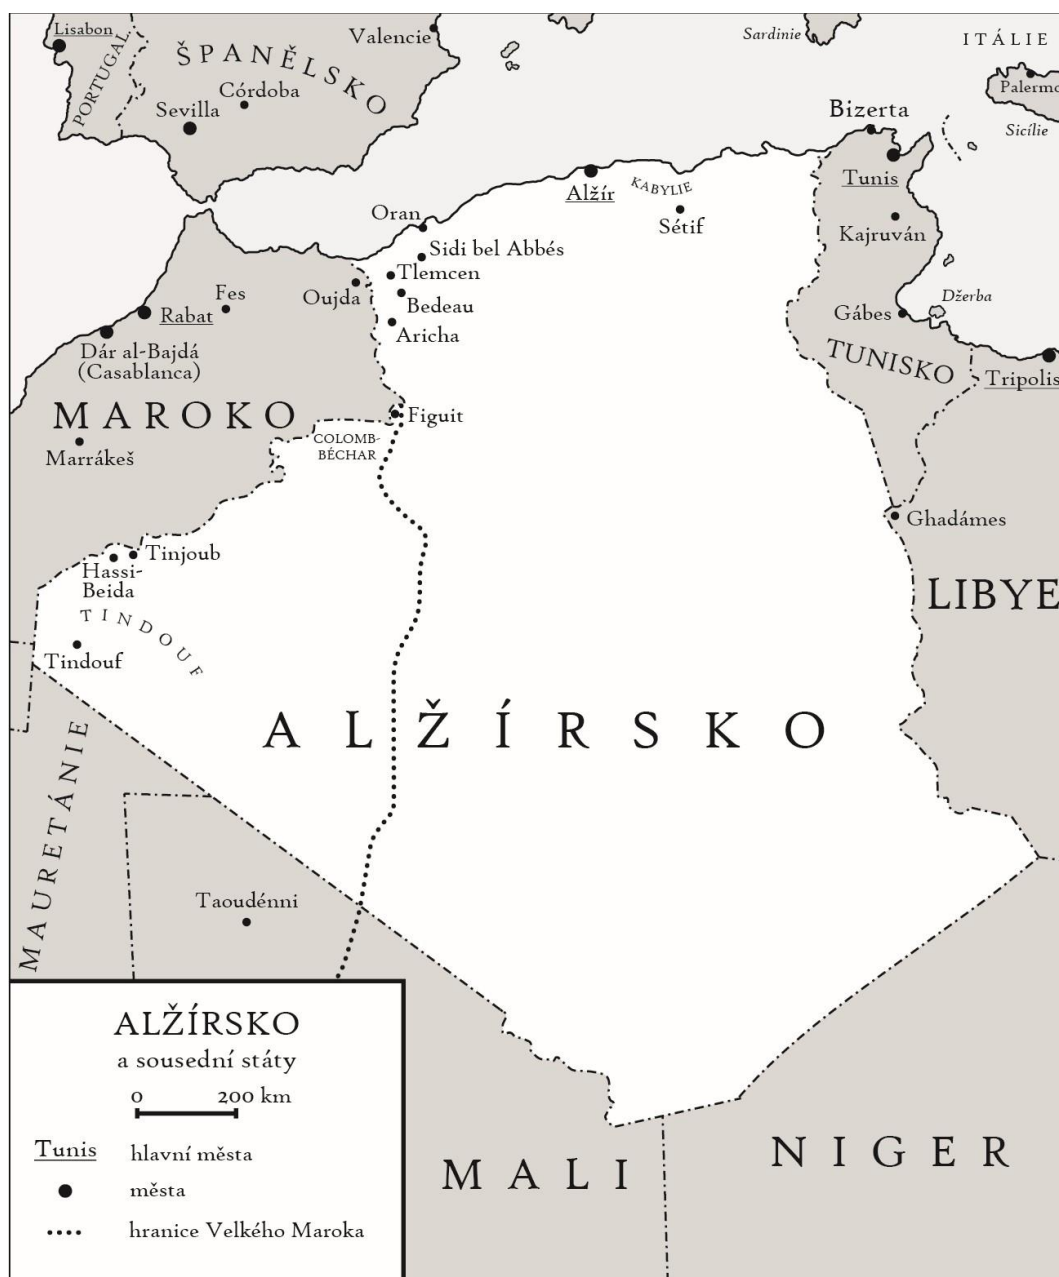 Lisabon
PORTUGAL
ŠPANĚLSKO
Valencie
Córdoba
Sevilla
Sardinie
ITÁLIE
Palermo
Sicílie
Bizerta
Tunis
Alžír
KABYLIE
Sétif
Kajruván
Oran
Sidi bel Abbés
Tlemcen
Oujda
Bedeau
Aricha
Fes
Rabat
Dár al-Bajdá
(Casablanca)
Džerba
Gábes
TUNISKO
Tripolis
MAROKO
Figuit
COLOMB-
BÉCHAR
Marrákeš
Ghadámes
Tinjoub
Hassi-
Beida
TINDOUF
Tindouf
LIBYE
ALŽÍRSKO
MAURETÁNIE
Taoudénni
MALI
NIGER
ALŽÍRSKO
a sousední státy
0 200 km
Tunis hlavní města
města
hranice Velkého Maroka